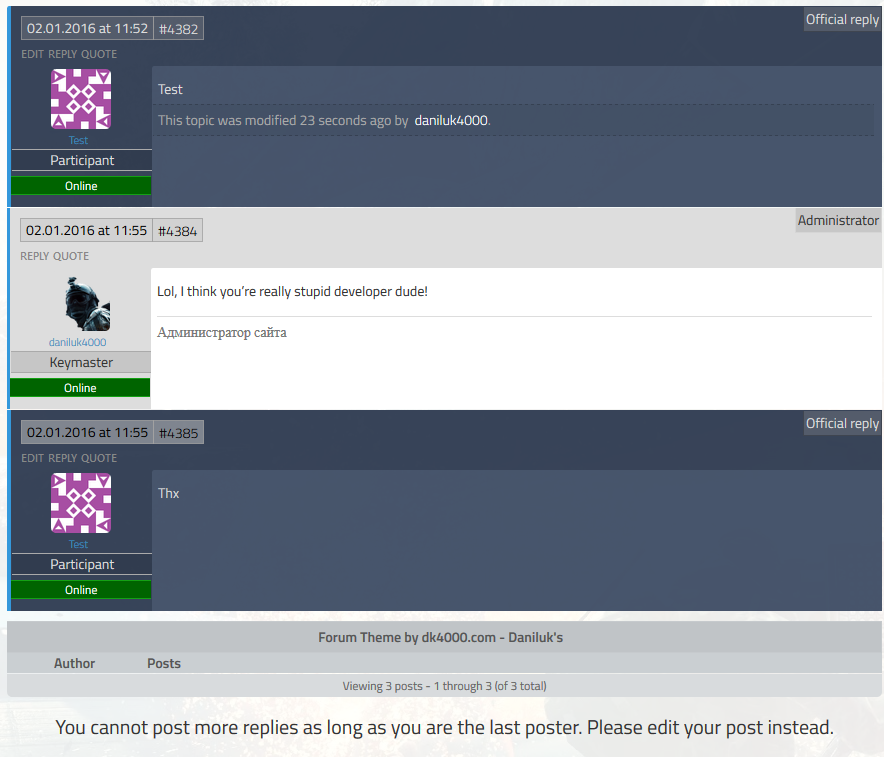 02.01.2016 at 11:52 #4382 Official reply
EDIT REPLY QUOTE
Test
Participant
Online
Test
This topic was modified 23 seconds ago by daniluk4000.
02.01.2016 at 11:55 #4384 Administrator
REPLY QUOTE
daniluk4000
Keymaster
Online
Lol, I think you’re really stupid developer dude!
Администратор сайта
02.01.2016 at 11:55 #4385 Official reply
EDIT REPLY QUOTE
Test
Participant
Online
Thx
Forum Theme by dk4000.com - Daniluk's
Author Posts
Viewing 3 posts - 1 through 3 (of 3 total)
You cannot post more replies as long as you are the last poster. Please edit your post instead.